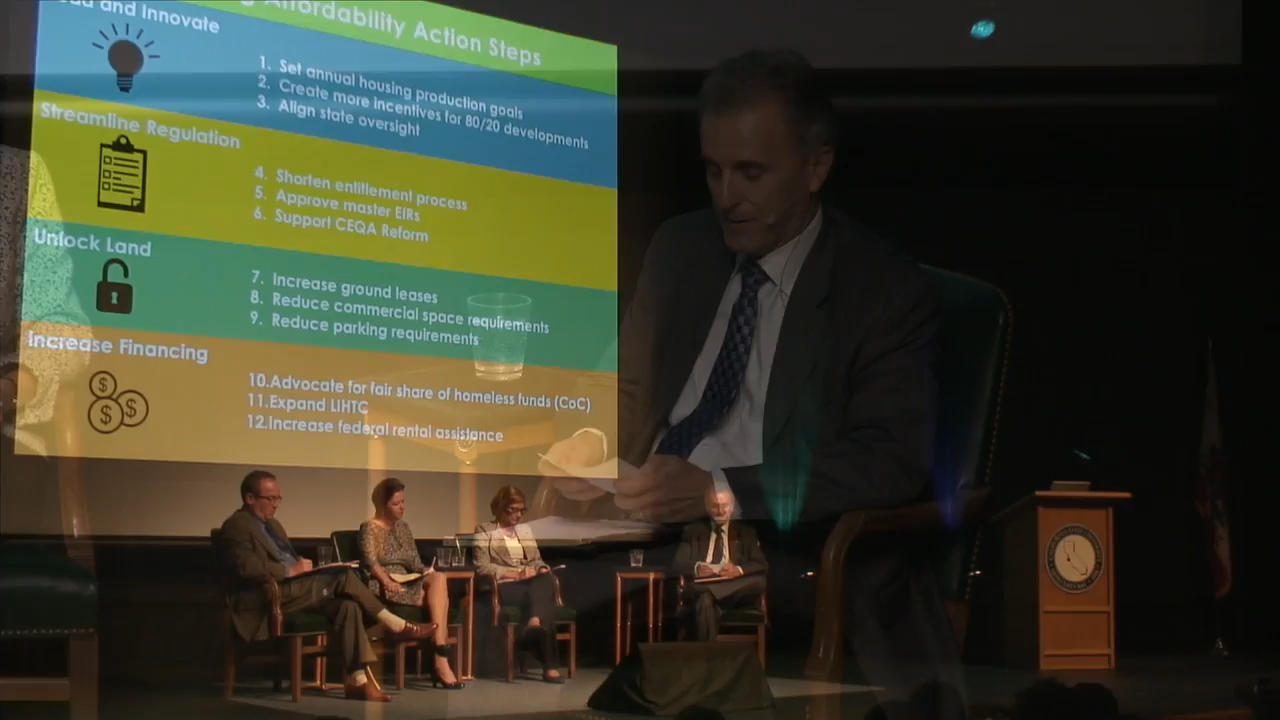 Affordability Action Steps
and Innovate
1. Set annual housing production goals
2. Create more incentives for 80/20 developments
3. Align state oversight
Streamline Regulation
4. Shorten entitlement process
5. Approve master EIRs
6. Support CEQA Reform
Unlock Land
7. Increase ground leases
8. Reduce commercial space requirements
9. Reduce parking requirements
Increase Financing
10.Advocate for fair share of homeless funds (CoC)
11.Expand LIHTC
12.Increase federal rental assistance